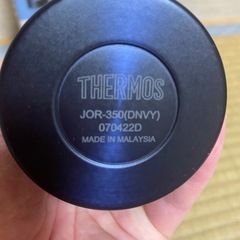 THERMOS
JOR-350(DNVY)
070422D
MADE IN MALAYSIA